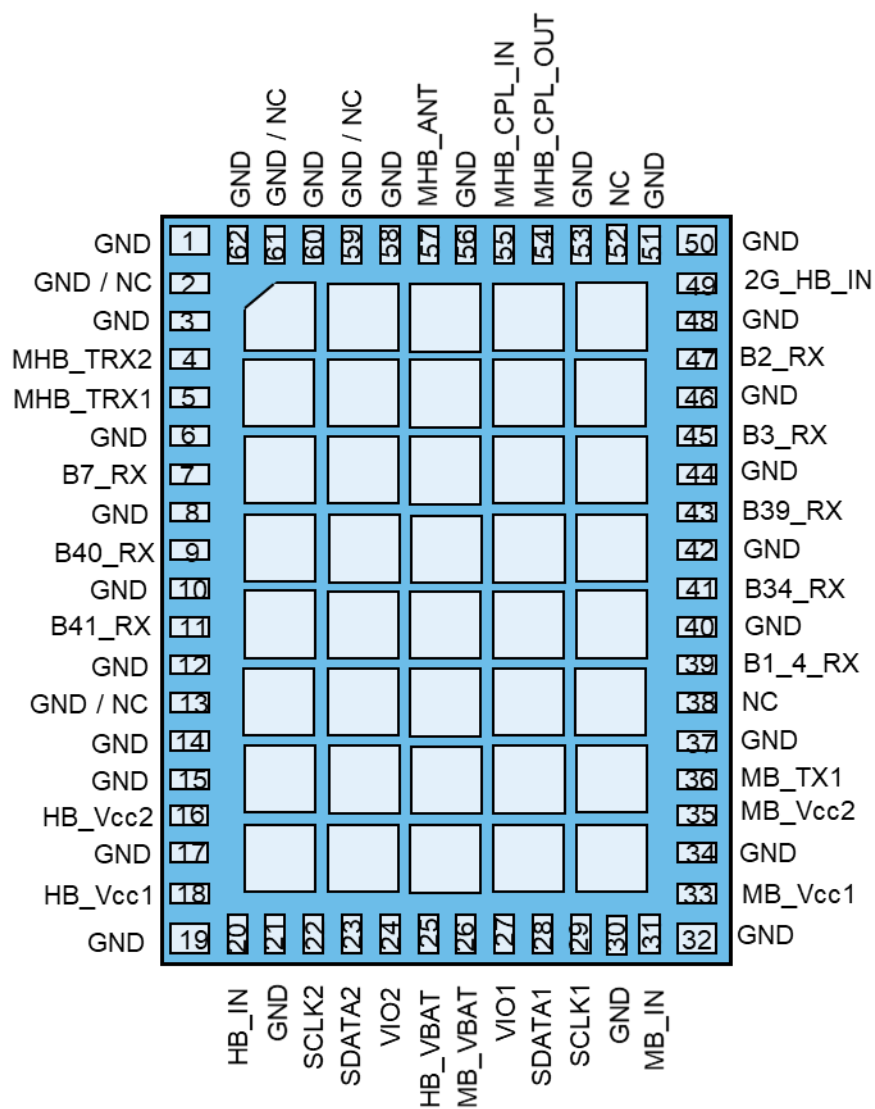 GND
GND / NC
GND
GND / NC
GND
MHB_ANT
GND
MHB_CPL_IN
MHB_CPL_OUT
GND
NC
GND
62 61 60 59 58 57 56 55 54 53 52 51
GND 1 50 GND
GND / NC 2 49 2G_HB_IN
GND 3 48 GND
MHB_TRX2 4 47 B2_RX
MHB_TRX1 5 46 GND
GND 6 45 B3_RX
B7_RX 7 44 GND
GND 8 43 B39_RX
B40_RX 9 42 GND
GND 10 41 B34_RX
B41_RX 11 40 GND
GND 12 39 B1_4_RX
GND / NC 13 38 NC
GND 14 37 GND
GND 15 36 MB_TX1
HB_Vcc2 16 35 MB_Vcc2
GND 17 34 GND
HB_Vcc1 18 33 MB_Vcc1
GND 19 32 GND
20 21 22 23 24 25 26 27 28 29 30 31
HB_IN
GND
SCLK2
SDATA2
VIO2
HB_VBAT
MB_VBAT
VIO1
SDATA1
SCLK1
GND
MB_IN